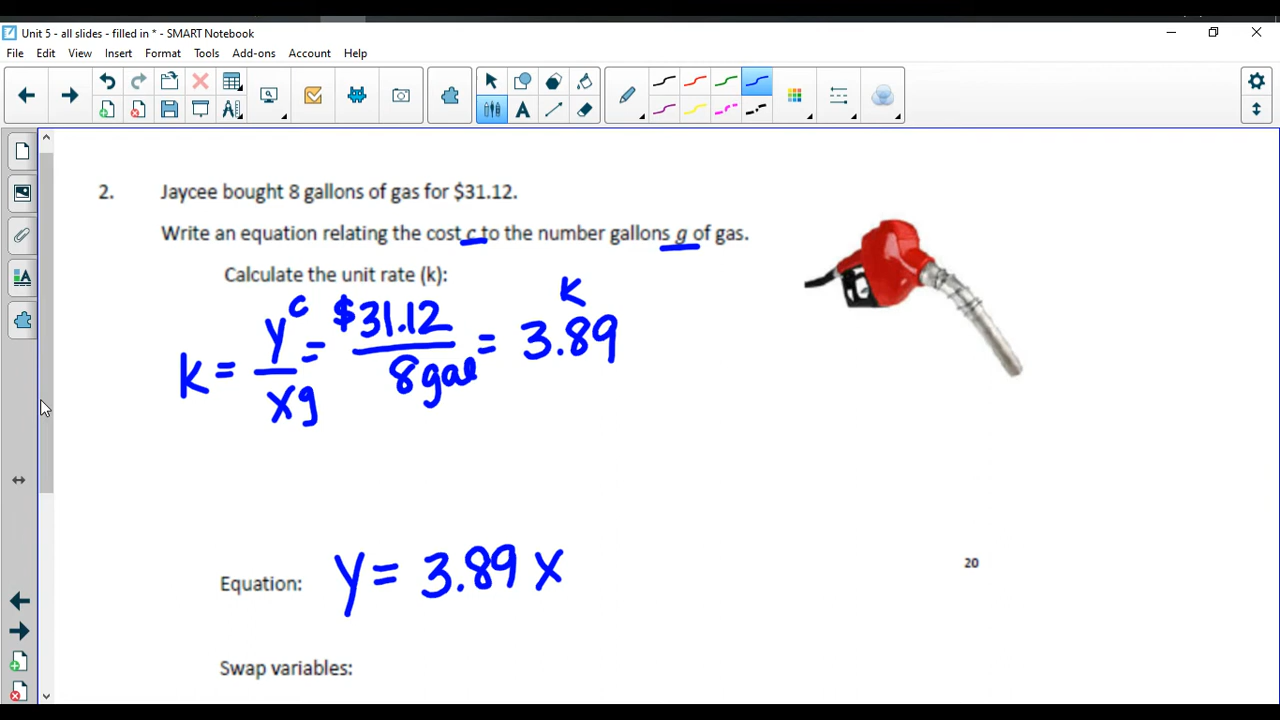 Unit 5 - all slides - filled in * - SMART Notebook
File Edit View Insert Format Tools Add-ons Account Help
2. Jaycee bought 8 gallons of gas for $31.12.
Write an equation relating the cost c to the number gallons g of gas.
Calculate the unit rate (k):
k = y c / x g = $31.12 / 8 gal = 3.89 k
Equation: y = 3.89 x
20
Swap variables: